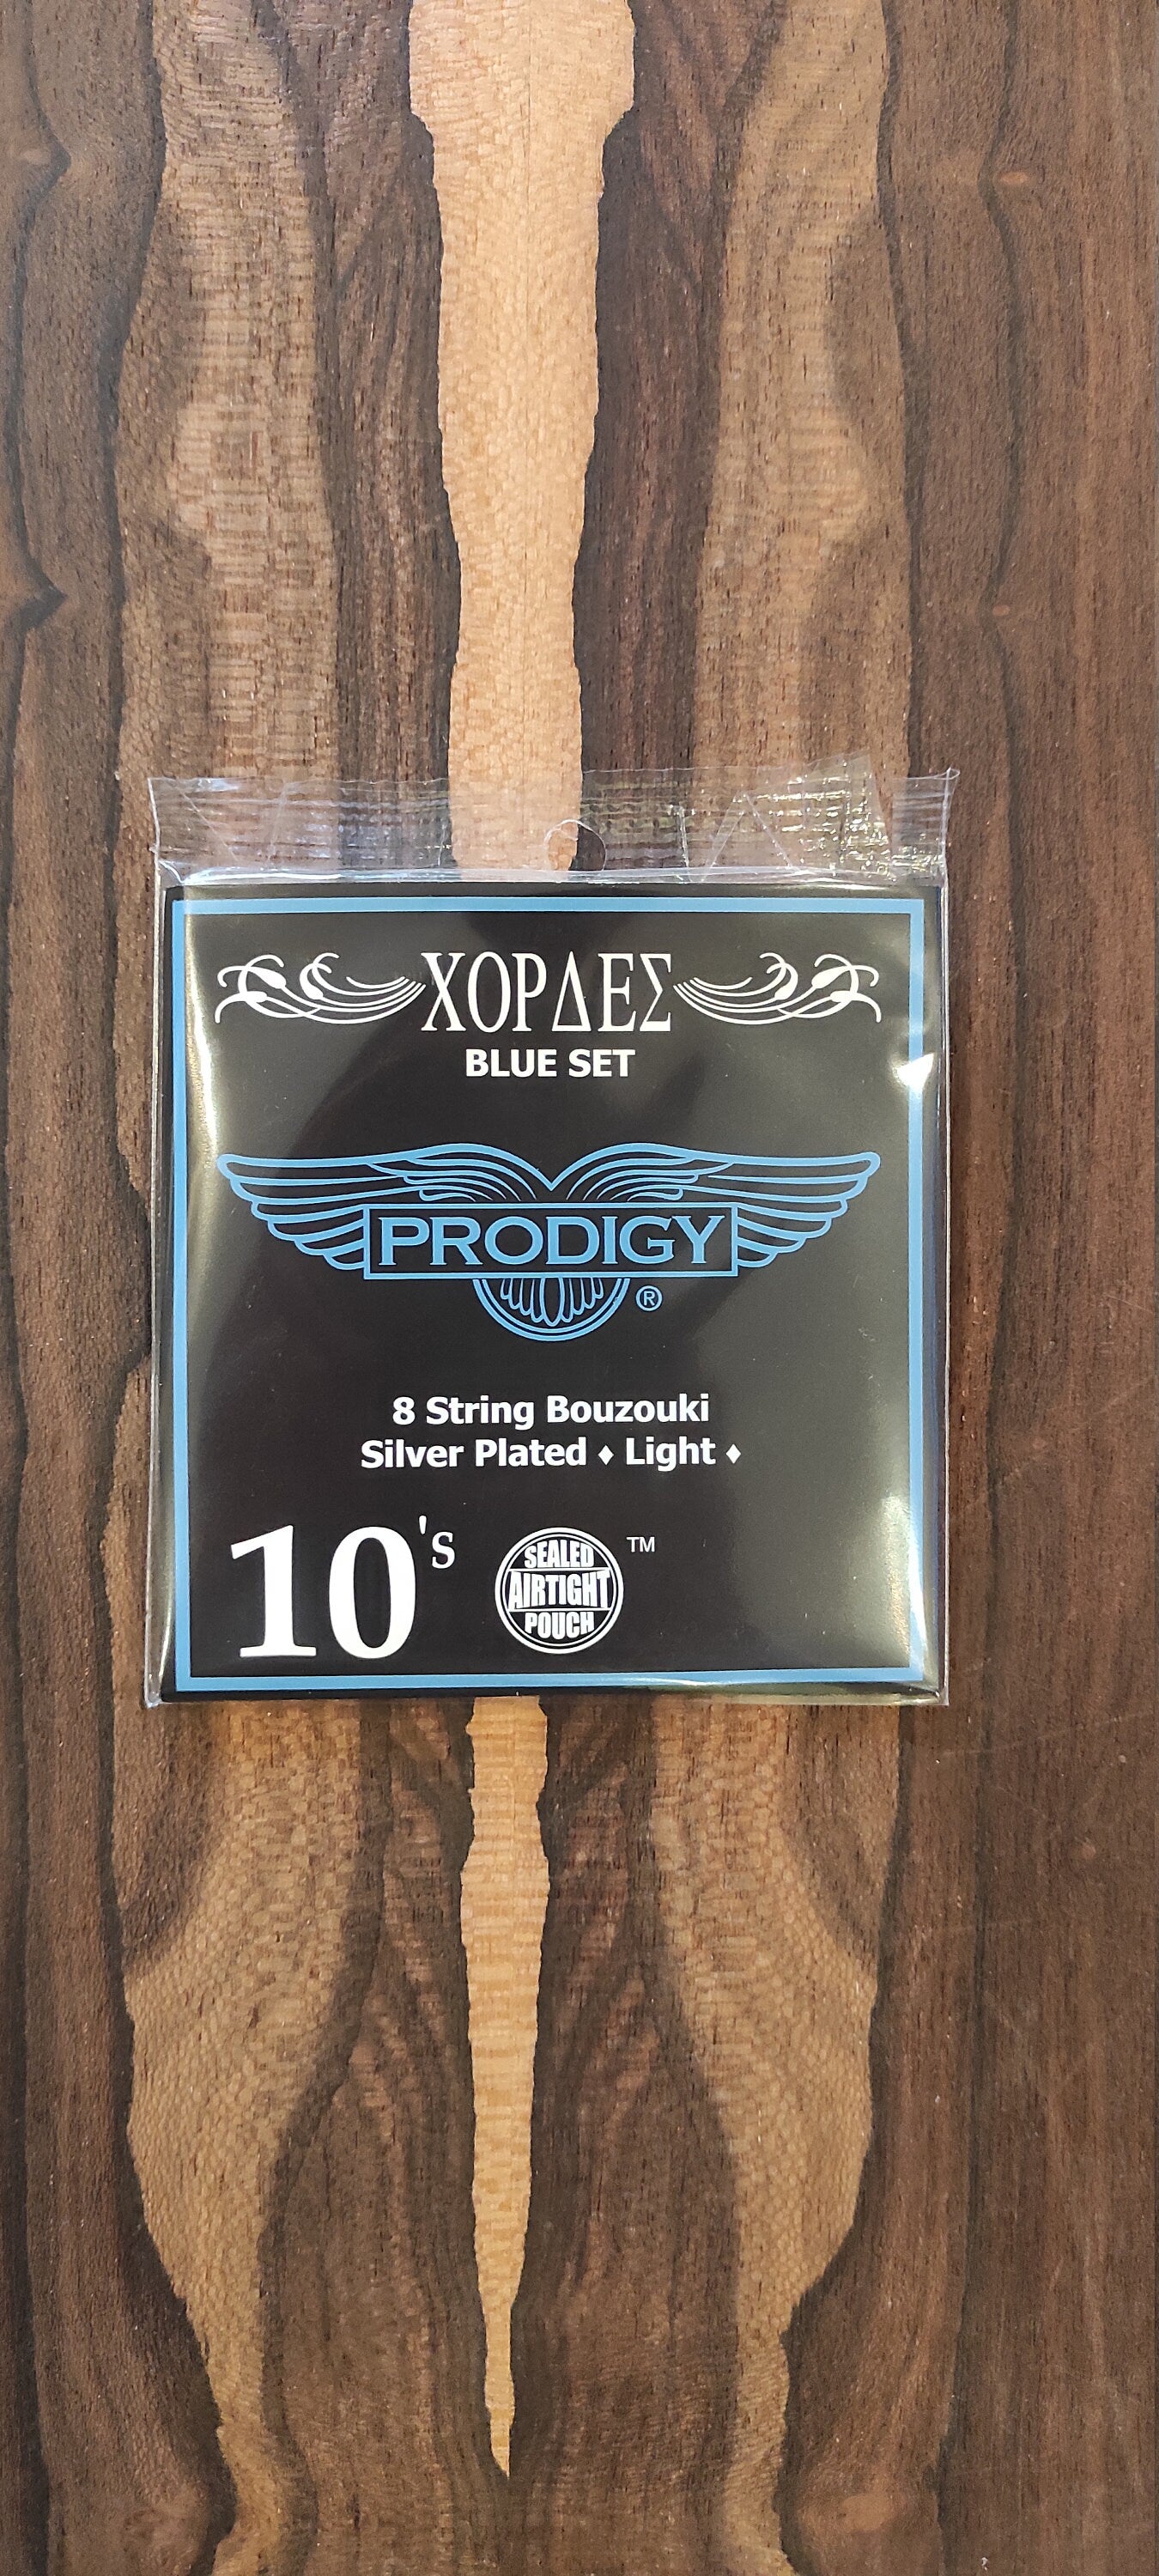 ΧΟΡΔΕΣ
BLUE SET
PRODIGY
®
8 String Bouzouki
Silver Plated ♦ Light ♦
10's
SEALED
AIRTIGHT
POUCH
TM